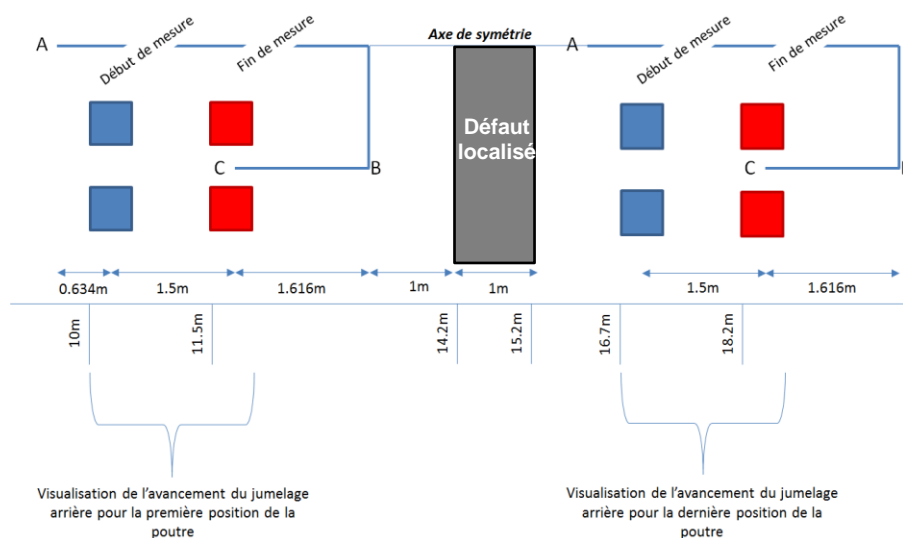 Axe de symétrie
A
Début de mesure
Fin de mesure
C
B
Défaut
localisé
A
Début de mesure
Fin de mesure
C
0.634m
1.5m
1.616m
1m
1m
1.5m
1.616m
10m
11.5m
14.2m
15.2m
16.7m
18.2m
Visualisation de l’avancement du jumelage
arrière pour la première position de la
poutre
Visualisation de l’avancement du jumelage
arrière pour la dernière position de la
poutre